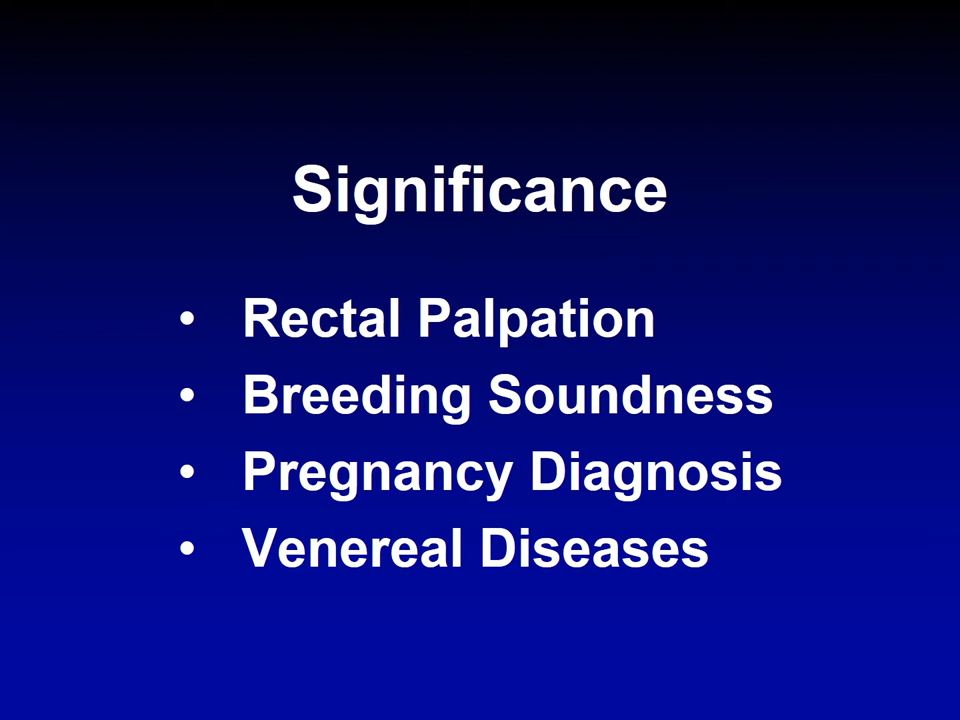 Significance
• Rectal Palpation
• Breeding Soundness
• Pregnancy Diagnosis
• Venereal Diseases